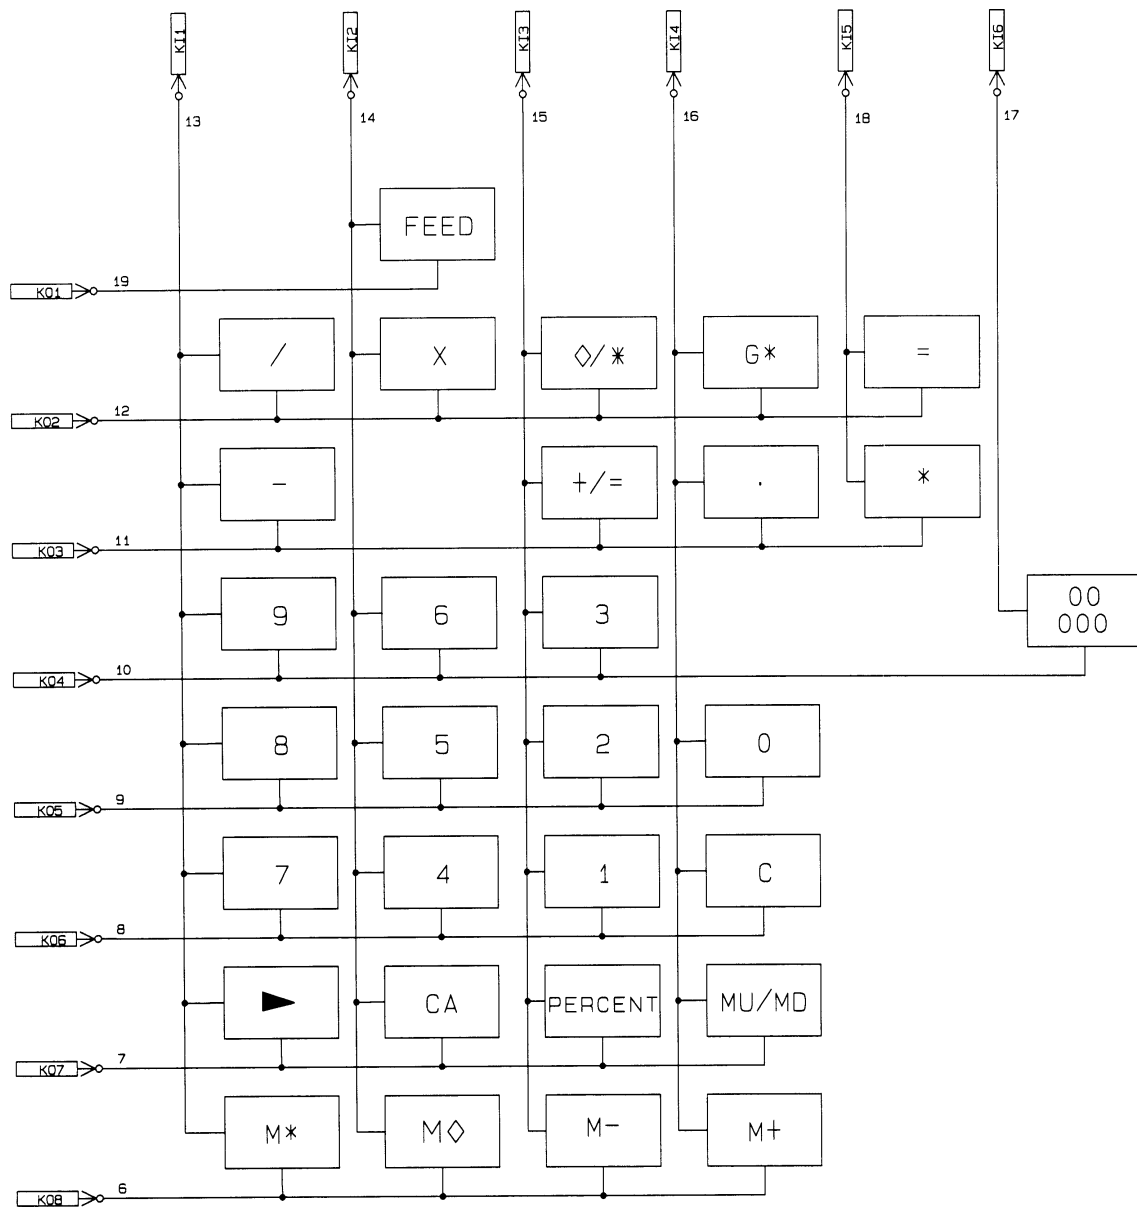 KI1 KI2 KI3 KI4 KI5 KI6
13 14 15 16 18 17
FEED
KO1 19
/ X ◊/* G* =
KO2 12
- +/= . *
KO3 11
9 6 3 00
000
KO4 10
8 5 2 0
KO5 9
7 4 1 C
KO6 8
► CA PERCENT MU/MD
KO7 7
M* M◊ M- M+
KO8 6